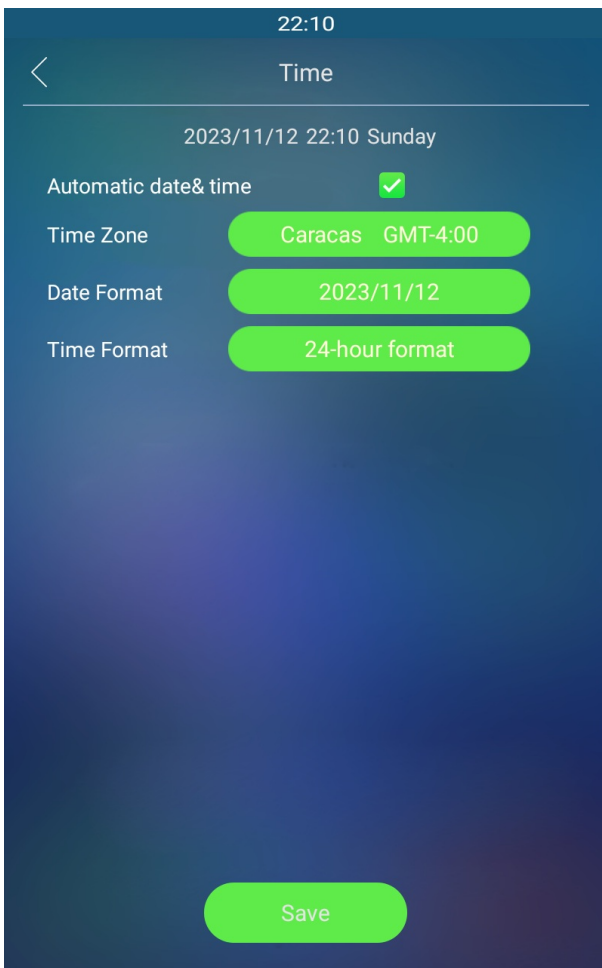 22:10
Time
2023/11/12 22:10 Sunday
Automatic date& time
Time Zone Caracas GMT-4:00
Date Format 2023/11/12
Time Format 24-hour format
Save